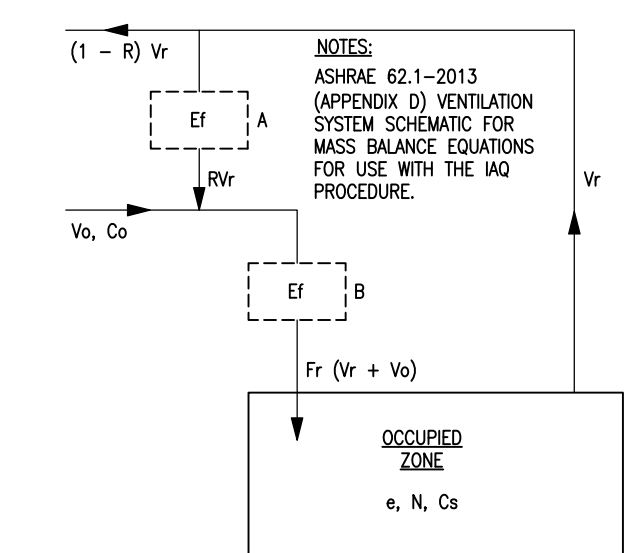 (1 - R) Vr
NOTES:
ASHRAE 62.1-2013
(APPENDIX D) VENTILATION
SYSTEM SCHEMATIC FOR
MASS BALANCE EQUATIONS
FOR USE WITH THE IAQ
PROCEDURE.
Ef
A
RVr
Vr
Vo, Co
Ef
B
Fr (Vr + Vo)
OCCUPIED
ZONE
e, N, Cs